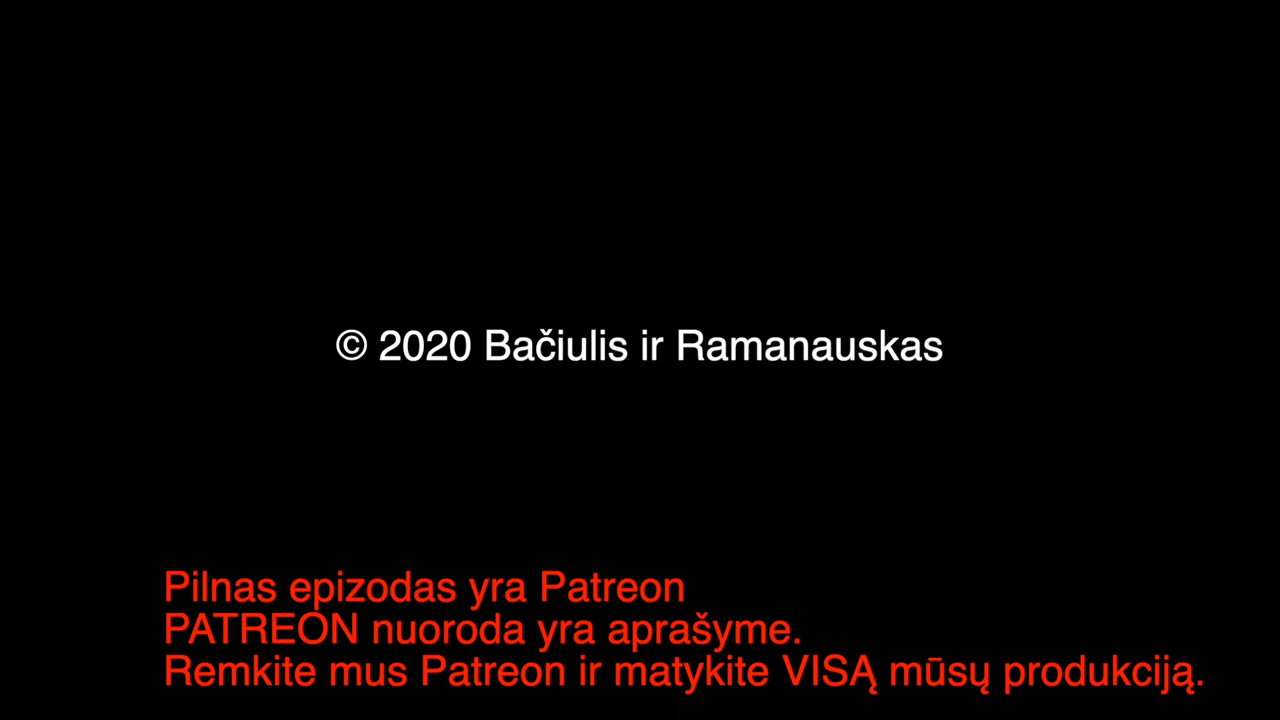 © 2020 Bačiulis ir Ramanauskas
Pilnas epizodas yra Patreon
PATREON nuoroda yra aprašyme.
Remkite mus Patreon ir matykite VISĄ mūsų produkciją.